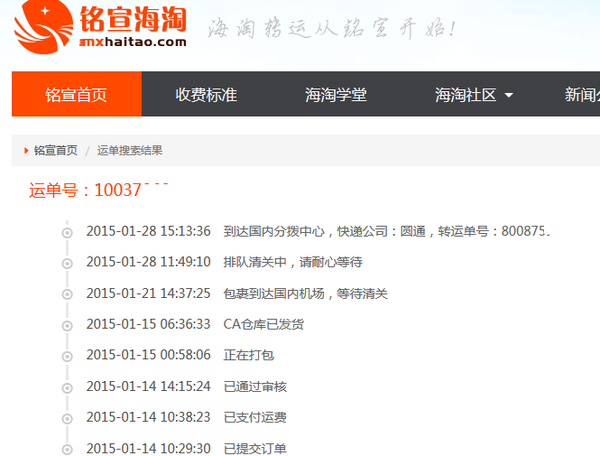 铭宣海淘
mxhaitao.com
海淘转运从铭宣开始!
铭宣首页 收费标准 海淘学堂 海淘社区 新闻
铭宣首页 / 运单搜索结果
运单号：10037
2015-01-28 15:13:36 到达国内分拨中心，快递公司：圆通，转运单号：800875
2015-01-28 11:49:10 排队清关中，请耐心等待
2015-01-21 14:37:25 包裹到达国内机场，等待清关
2015-01-15 06:36:33 CA仓库已发货
2015-01-15 00:58:06 正在打包
2015-01-14 14:15:24 已通过审核
2015-01-14 10:38:23 已支付运费
2015-01-14 10:29:30 已提交订单